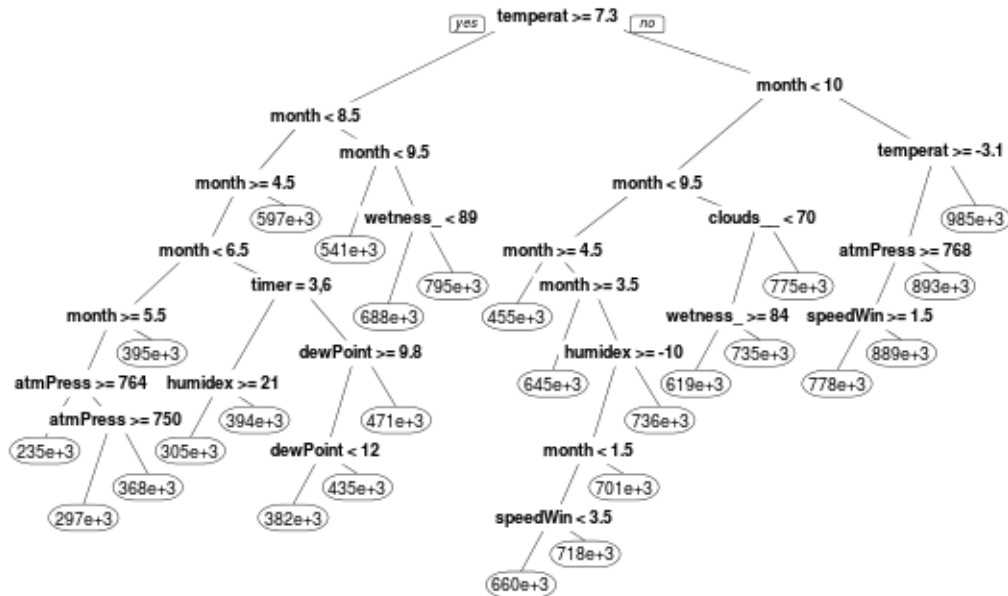 temperat >= 7.3
yes
no
month < 10
month < 8.5
month < 9.5
temperat >= -3.1
month >= 4.5
month < 9.5
597e+3
wetness_ < 89
clouds__ < 70
985e+3
541e+3
month < 6.5
month >= 4.5
atmPress >= 768
timer = 3,6
795e+3
month >= 3.5
775e+3
893e+3
688e+3
455e+3
month >= 5.5
wetness_ >= 84
speedWin >= 1.5
395e+3
dewPoint >= 9.8
humidex >= -10
735e+3
889e+3
atmPress >= 764
humidex >= 21
645e+3
619e+3
778e+3
atmPress >= 750
394e+3
471e+3
736e+3
235e+3
305e+3
dewPoint < 12
month < 1.5
368e+3
435e+3
701e+3
297e+3
382e+3
speedWin < 3.5
718e+3
660e+3